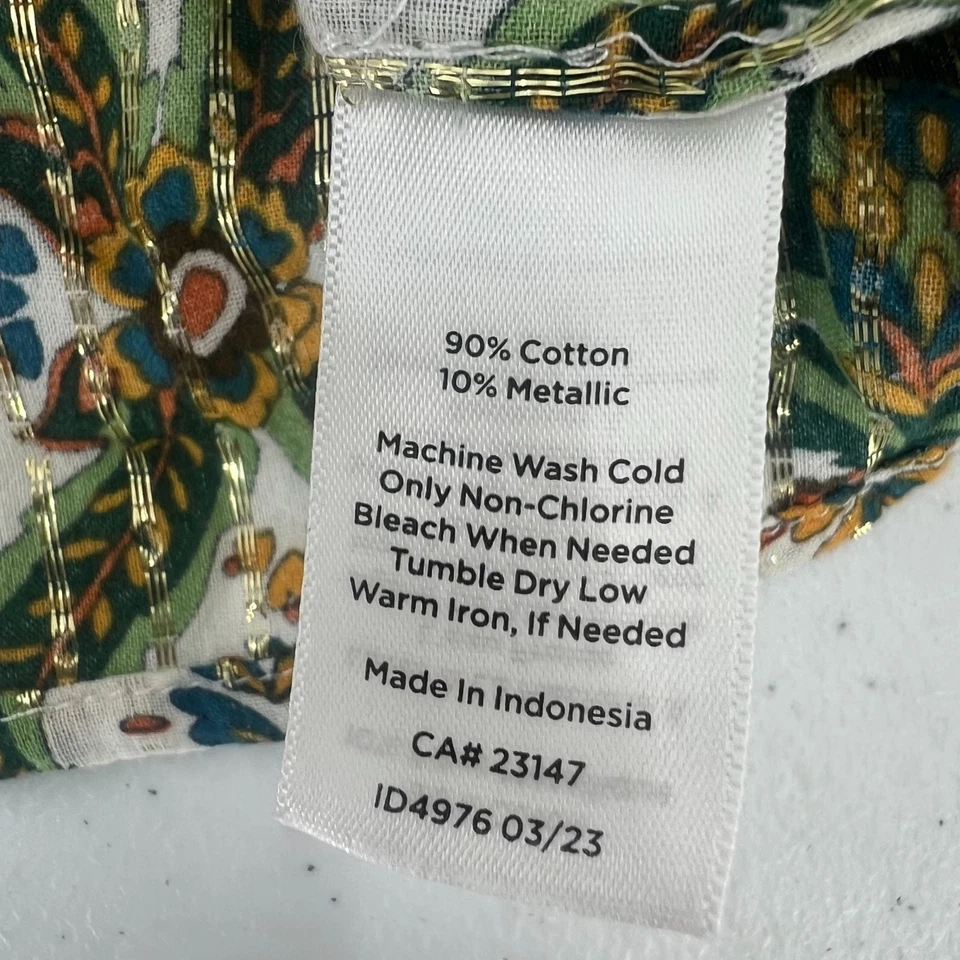 90% Cotton
10% Metallic
Machine Wash Cold
Only Non-Chlorine
Bleach When Needed
Tumble Dry Low
Warm Iron, If Needed
Made In Indonesia
CA# 23147
ID4976 03/23